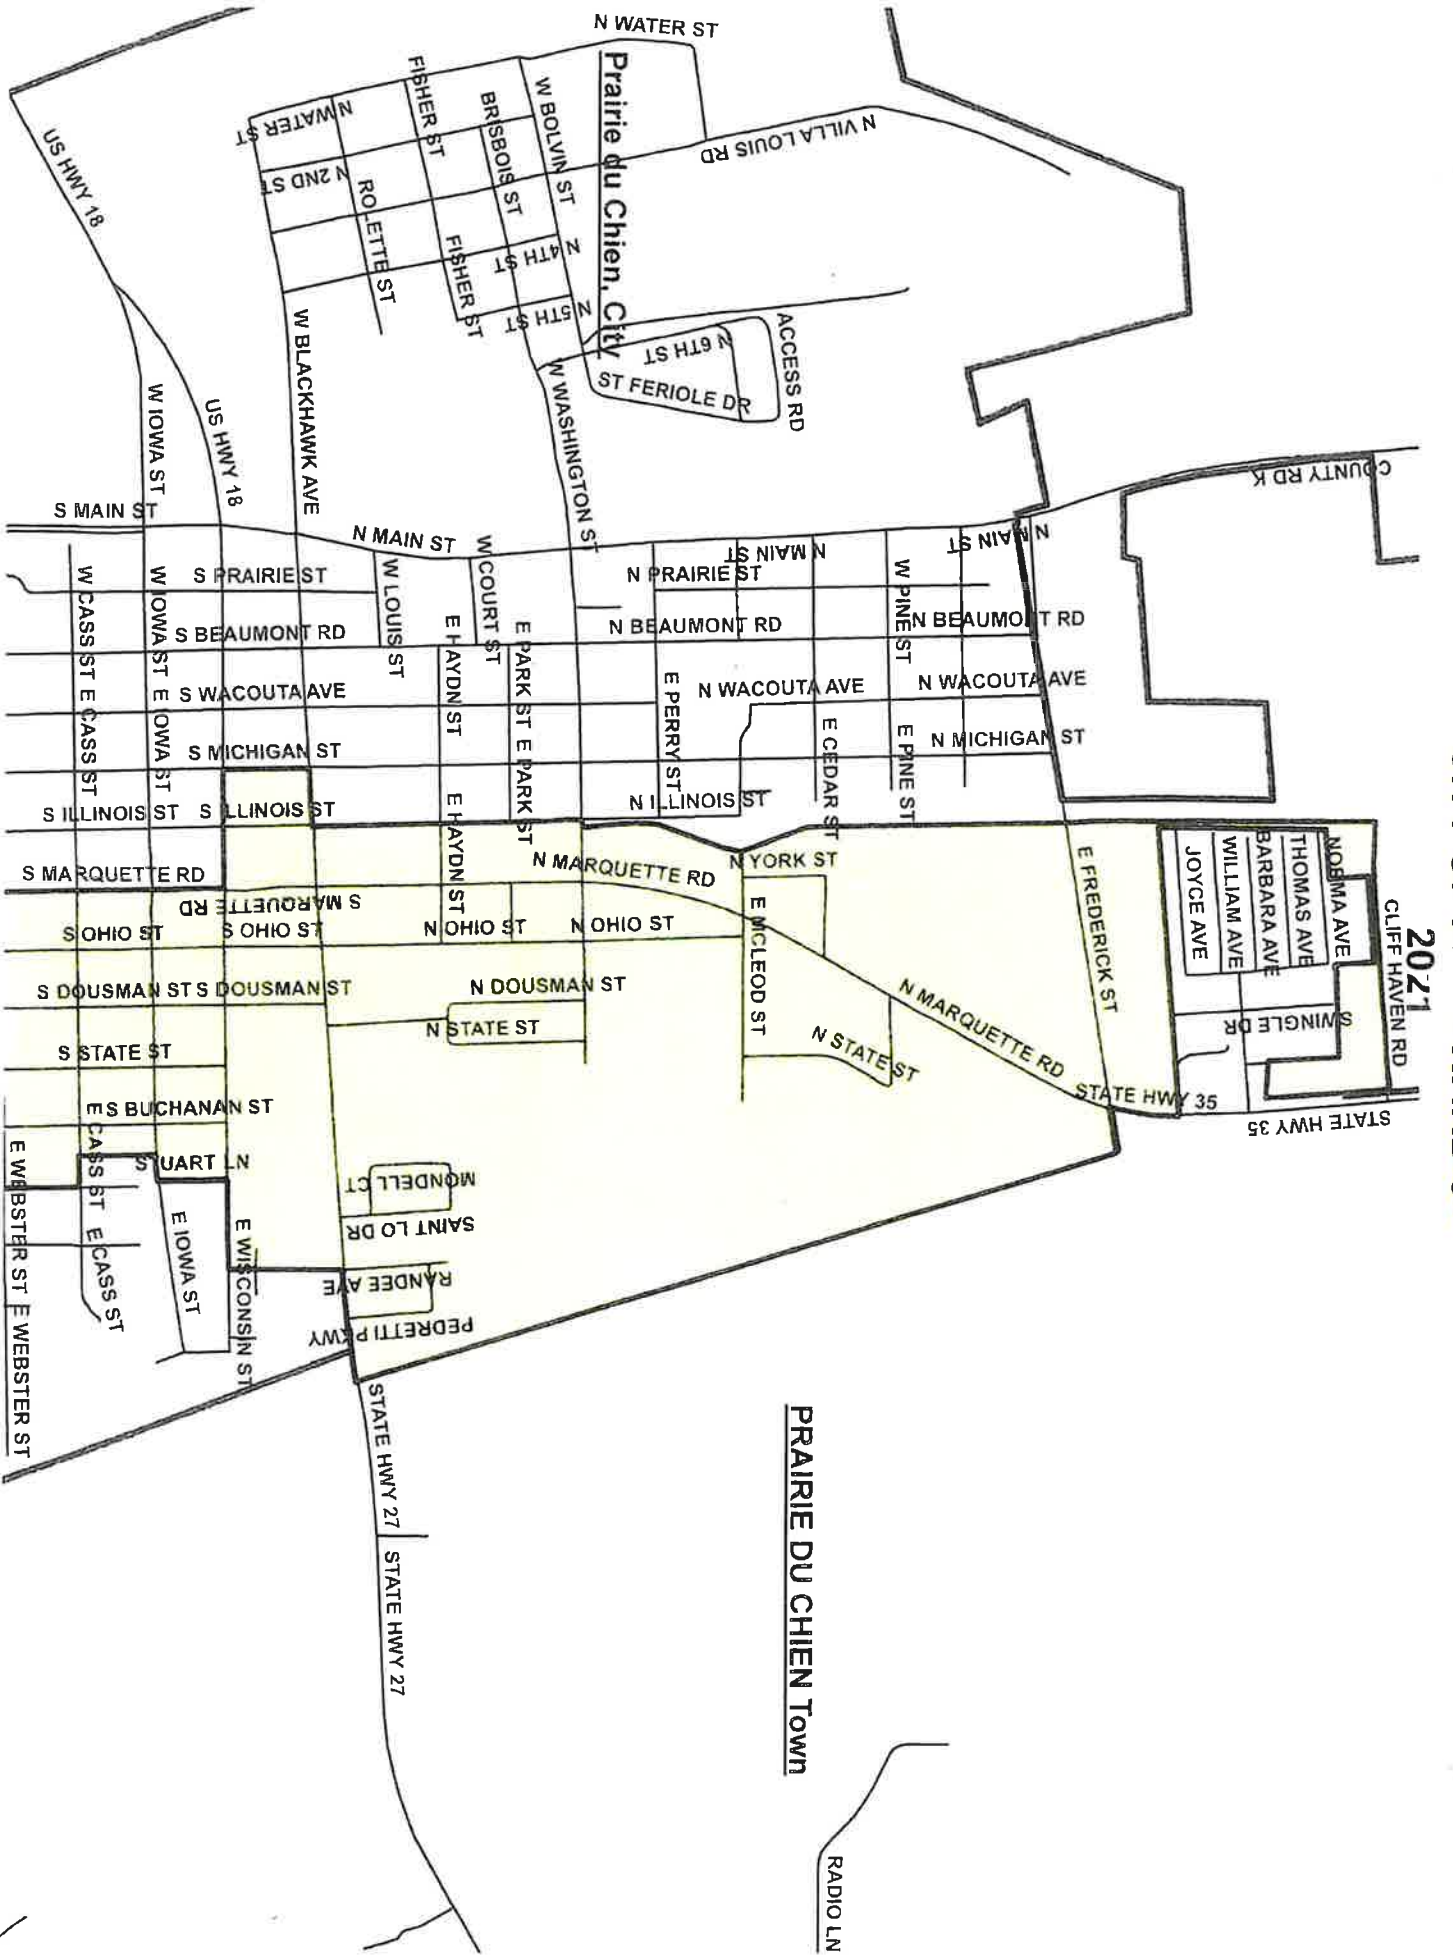 N WATER ST
Prairie du Chien, City
N VILLA LOUIS RD
US HWY 18
N WATER ST
FISHER ST
BRISBOIS ST
W BOLVIN ST
N 2ND ST
ROLETTE ST
FISHER ST
N 4TH ST
N 5TH ST
N 6TH ST
ST FERIOLE DR
ACCESS RD
W BLACKHAWK AVE
W WASHINGTON ST
W IOWA ST
US HWY 18
S MAIN ST
N MAIN ST
N MAIN ST
N MAIN ST
COUNTY RD K
S PRAIRIE ST
W LOUIS ST
W COURT ST
N PRAIRIE ST
W PINE ST
W CASS ST
W IOWA ST
S BEAUMONT RD
N BEAUMONT RD
N BEAUMONT RD
E HAYDN ST
E PARK ST
S WACOUTA AVE
N WACOUTA AVE
N WACOUTA AVE
E CASS ST
E IOWA ST
E PERRY ST
E CEDAR ST
E PINE ST
S MICHIGAN ST
N MICHIGAN ST
E PARK ST
S ILLINOIS ST
S ILLINOIS ST
N ILLINOIS ST
E HAYDN ST
S MARQUETTE RD
N MARQUETTE RD
N YORK ST
S MARQUETTE RD
E FREDERICK ST
JOYCE AVE
WILLIAM AVE
BARBARA AVE
THOMAS AVE
NORMA AVE
CLIFF HAVEN RD
2021
S OHIO ST
S OHIO ST
N OHIO ST
N OHIO ST
E MCLEOD ST
S DOUSMAN ST
S DOUSMAN ST
N DOUSMAN ST
N MARQUETTE RD
SWINGLE DR
N STATE ST
N STATE ST
S STATE ST
STATE HWY 35
STATE HWY 35
S BUCHANAN ST
E CASS ST
STUART LN
MONDELL CT
SAINT LO DR
RANDEE AVE
PEDRETTI PKWY
E WEBSTER ST
E WEBSTER ST
E CASS ST
E IOWA ST
E WISCONSIN ST
STATE HWY 27
STATE HWY 27
PRAIRIE DU CHIEN Town
RADIO LN